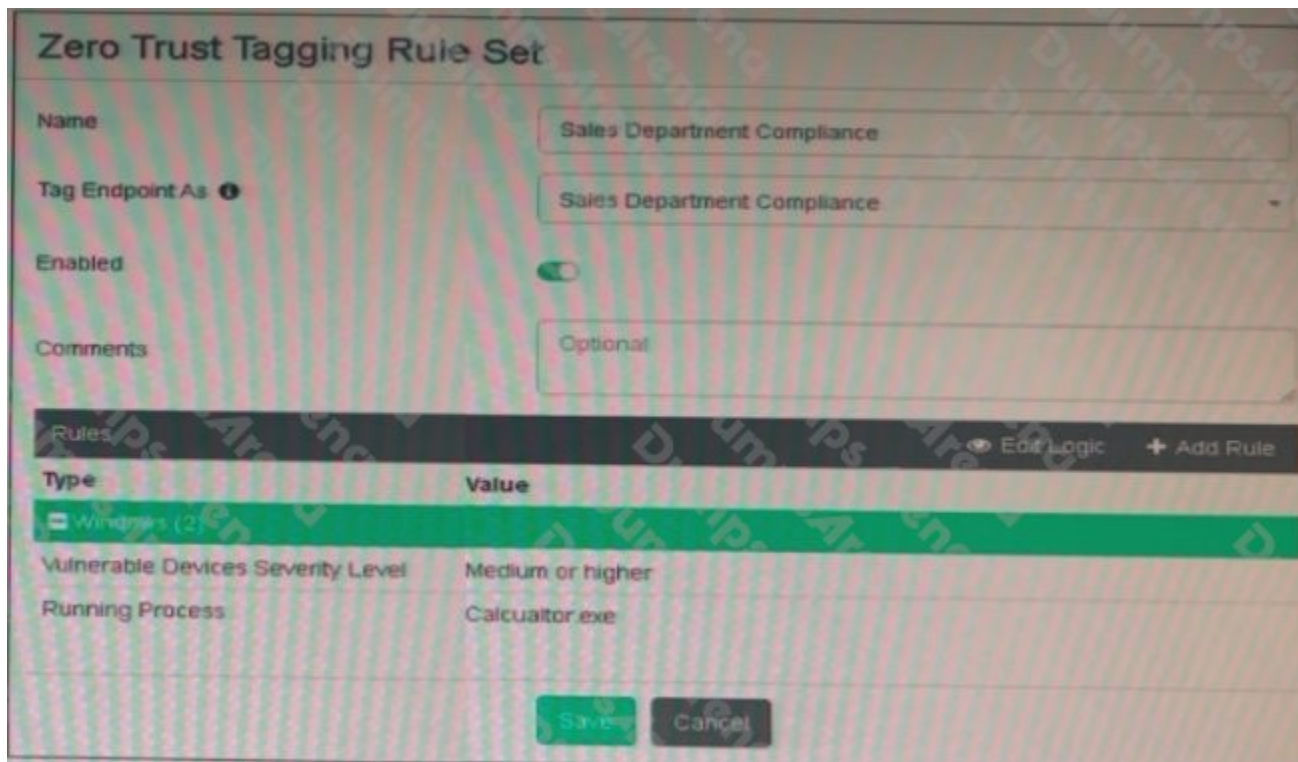 Zero Trust Tagging Rule Set
Name Sales Department Compliance
Tag Endpoint As Sales Department Compliance
Enabled
Comments Optional
Rules Edit Logic + Add Rule
Type Value
Windows (2)
Vulnerable Devices Severity Level Medium or higher
Running Process Calcualtor.exe
Save Cancel
DumpsArena